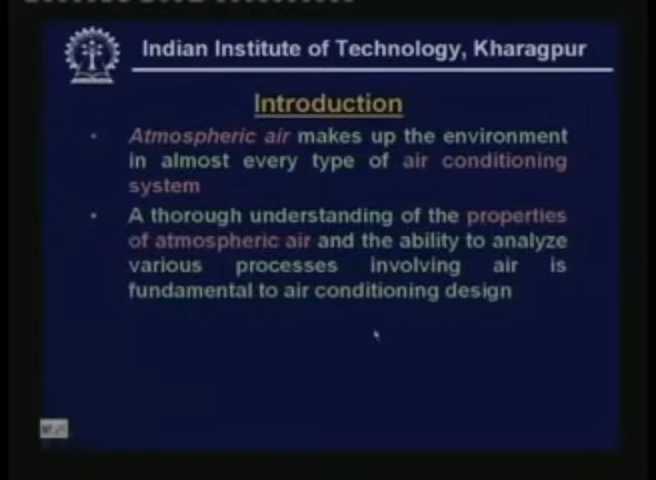 Indian Institute of Technology, Kharagpur
Introduction
• Atmospheric air makes up the environment
in almost every type of air conditioning
system
• A thorough understanding of the properties
of atmospheric air and the ability to analyze
various processes involving air is
fundamental to air conditioning design